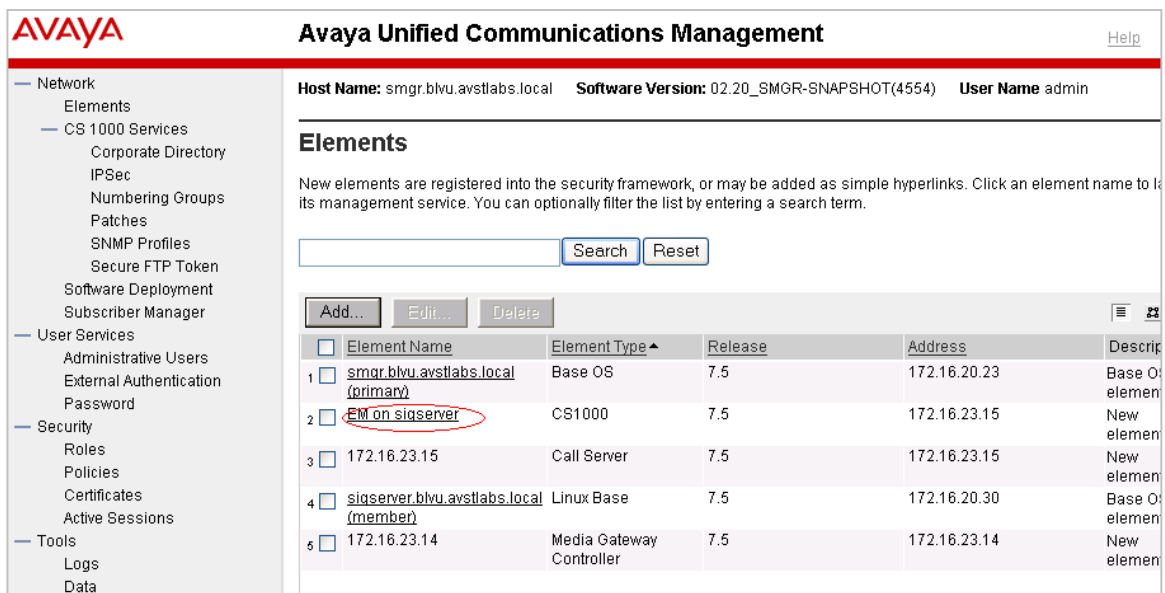 AVAYA
Avaya Unified Communications Management
Help
— Network
Elements
— CS 1000 Services
Corporate Directory
IPSec
Numbering Groups
Patches
SNMP Profiles
Secure FTP Token
Software Deployment
Subscriber Manager
— User Services
Administrative Users
External Authentication
Password
— Security
Roles
Policies
Certificates
Active Sessions
— Tools
Logs
Data
Host Name: smgr.blvu.avstlabs.local Software Version: 02.20_SMGR-SNAPSHOT(4554) User Name admin
Elements
New elements are registered into the security framework, or may be added as simple hyperlinks. Click an element name to la
its management service. You can optionally filter the list by entering a search term.
Search Reset
Add... Edit... Delete
Element Name Element Type Release Address Descrip
1 smgr.blvu.avstlabs.local Base OS 7.5 172.16.20.23 Base O
(primary) elemen
2 EM on sigserver CS1000 7.5 172.16.23.15 New
elemen
3 172.16.23.15 Call Server 7.5 172.16.23.15 New
elemen
4 sigserver.blvu.avstlabs.local Linux Base 7.5 172.16.20.30 Base O
(member) elemen
5 172.16.23.14 Media Gateway 7.5 172.16.23.14 New
Controller elemen